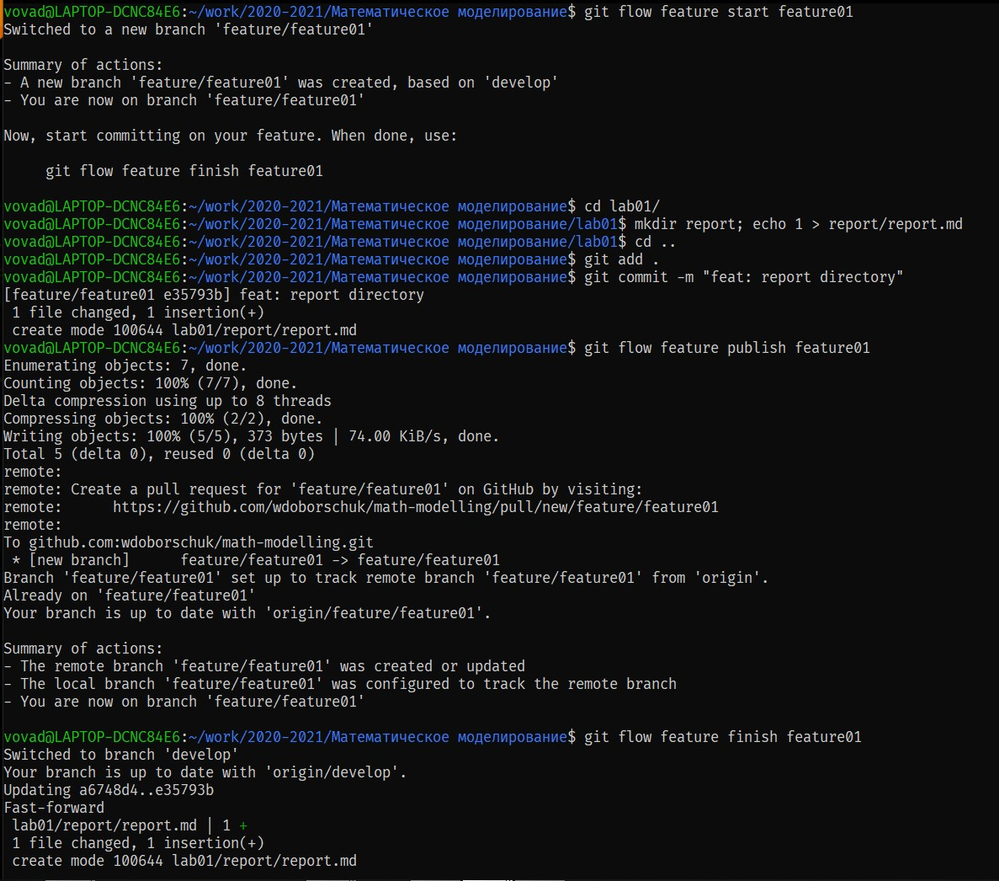 vovad@LAPTOP-DCNC84E6:~/work/2020-2021/Математическое моделирование$ git flow feature start feature01
Switched to a new branch 'feature/feature01'
Summary of actions:
- A new branch 'feature/feature01' was created, based on 'develop'
- You are now on branch 'feature/feature01'
Now, start committing on your feature. When done, use:
git flow feature finish feature01
vovad@LAPTOP-DCNC84E6:~/work/2020-2021/Математическое моделирование$ cd lab01/
vovad@LAPTOP-DCNC84E6:~/work/2020-2021/Математическое моделирование/lab01$ mkdir report; echo 1 > report/report.md
vovad@LAPTOP-DCNC84E6:~/work/2020-2021/Математическое моделирование/lab01$ cd ..
vovad@LAPTOP-DCNC84E6:~/work/2020-2021/Математическое моделирование$ git add .
vovad@LAPTOP-DCNC84E6:~/work/2020-2021/Математическое моделирование$ git commit -m "feat: report directory"
[feature/feature01 e35793b] feat: report directory
1 file changed, 1 insertion(+)
create mode 100644 lab01/report/report.md
vovad@LAPTOP-DCNC84E6:~/work/2020-2021/Математическое моделирование$ git flow feature publish feature01
Enumerating objects: 7, done.
Counting objects: 100% (7/7), done.
Delta compression using up to 8 threads
Compressing objects: 100% (2/2), done.
Writing objects: 100% (5/5), 373 bytes | 74.00 KiB/s, done.
Total 5 (delta 0), reused 0 (delta 0)
remote:
remote: Create a pull request for 'feature/feature01' on GitHub by visiting:
remote:      https://github.com/wdoborschuk/math-modelling/pull/new/feature/feature01
remote:
To github.com:wdoborschuk/math-modelling.git
* [new branch]      feature/feature01 -> feature/feature01
Branch 'feature/feature01' set up to track remote branch 'feature/feature01' from 'origin'.
Already on 'feature/feature01'
Your branch is up to date with 'origin/feature/feature01'.
Summary of actions:
- The remote branch 'feature/feature01' was created or updated
- The local branch 'feature/feature01' was configured to track the remote branch
- You are now on branch 'feature/feature01'
vovad@LAPTOP-DCNC84E6:~/work/2020-2021/Математическое моделирование$ git flow feature finish feature01
Switched to branch 'develop'
Your branch is up to date with 'origin/develop'.
Updating a6748d4..e35793b
Fast-forward
lab01/report/report.md | 1 +
1 file changed, 1 insertion(+)
create mode 100644 lab01/report/report.md